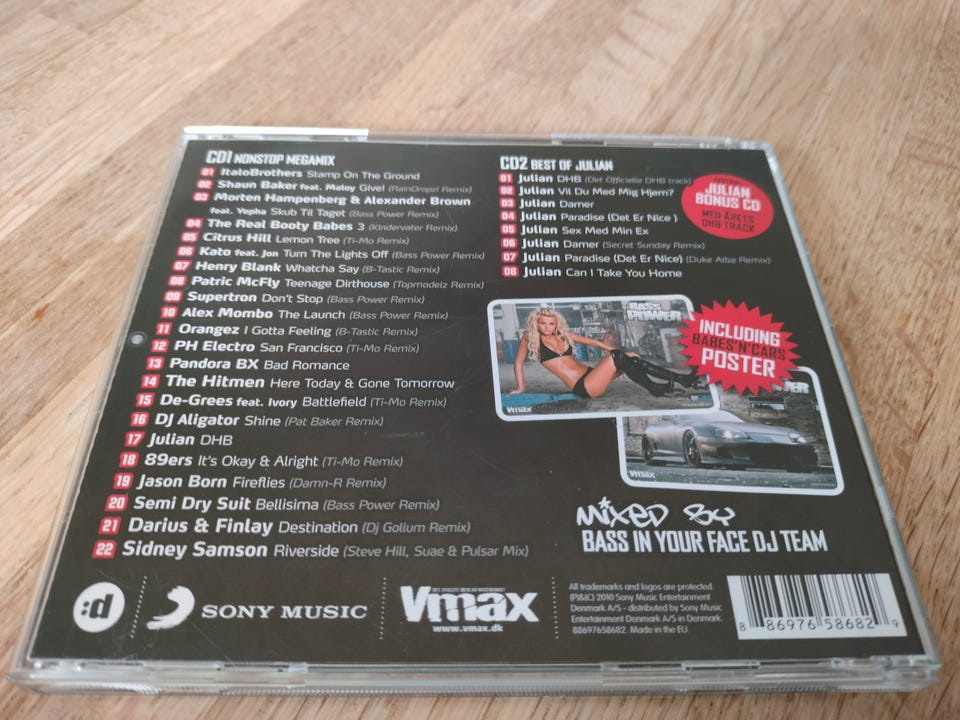 CD1 NONSTOP MEGAMIX
01 ItaloBrothers Stamp On The Ground
02 Shaun Baker feat. Maloy Give! (RainDropz! Remix)
03 Morten Hampenberg & Alexander Brown
feat. Yepha Skub Til Taget (Bass Power Remix)
04 The Real Booty Babes 3 (Kindervater Remix)
05 Citrus Hill Lemon Tree (Ti-Mo Remix)
06 Kato feat. Jon Turn The Lights Off (Bass Power Remix)
07 Henry Blank Whatcha Say (B-Tastic Remix)
08 Patric McFly Teenage Dirthouse (Topmodelz Remix)
09 Supertron Don't Stop (Bass Power Remix)
10 Alex Mombo The Launch (Bass Power Remix)
11 Orangez I Gotta Feeling (B-Tastic Remix)
12 PH Electro San Francisco (Ti-Mo Remix)
13 Pandora BX Bad Romance
14 The Hitmen Here Today & Gone Tomorrow
15 De-Grees feat. Ivory Battlefield (Ti-Mo Remix)
16 DJ Aligator Shine (Pat Baker Remix)
17 Julian DHB
18 89ers It's Okay & Alright (Ti-Mo Remix)
19 Jason Born Fireflies (Damn-R Remix)
20 Semi Dry Suit Bellisima (Bass Power Remix)
21 Darius & Finlay Destination (Dj Gollum Remix)
22 Sidney Samson Riverside (Steve Hill, Suae & Pulsar Mix)
CD2 BEST OF JULIAN
01 Julian DHB (Det Officielle DHB track)
02 Julian Vil Du Med Mig Hjem?
03 Julian Damer
04 Julian Paradise (Det Er Nice )
05 Julian Sex Med Min Ex
06 Julian Damer (Secret Sunday Remix)
07 Julian Paradise (Det Er Nice) (Duke Alba Remix)
08 Julian Can I Take You Home
JULIAN
BONUS CD
MED ÅRETS
DHB TRACK
BASS
POWER
Vmax
INCLUDING
BABES'N'CARS
POSTER
Vmax
MIXED BY
BASS IN YOUR FACE DJ TEAM
:d
SONY MUSIC
Vmax
www.vmax.dk
All trademarks and logos are protected.
(P)&(C) 2010 Sony Music Entertainment
Denmark A/S - distributed by Sony Music
Entertainment Denmark A/S in Denmark.
88697658682. Made in the EU.
8 86976 58682 9